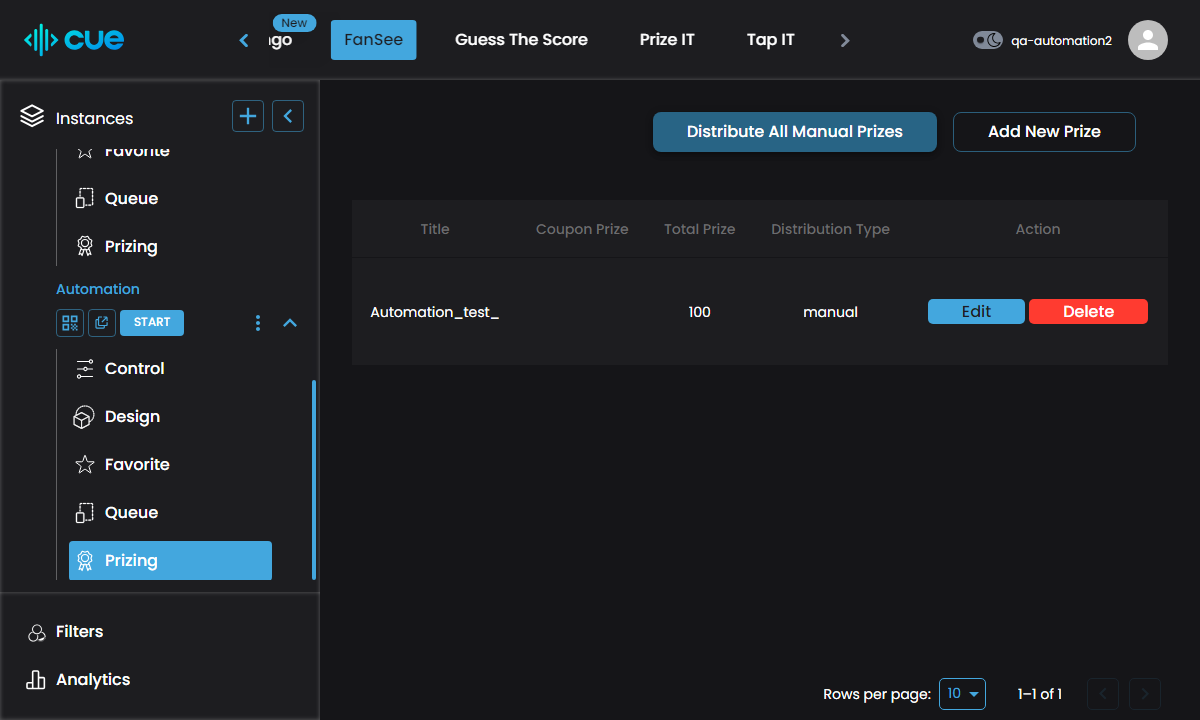 cue
ngo
New
FanSee
Guess The Score
Prize IT
Tap IT
qa-automation2
Instances
Favorite
Queue
Prizing
Automation
START
Control
Design
Favorite
Queue
Prizing
Filters
Analytics
Distribute All Manual Prizes
Add New Prize
Title
Coupon Prize
Total Prize
Distribution Type
Action
Automation_test_
100
manual
Edit
Delete
Rows per page:
10
1–1 of 1